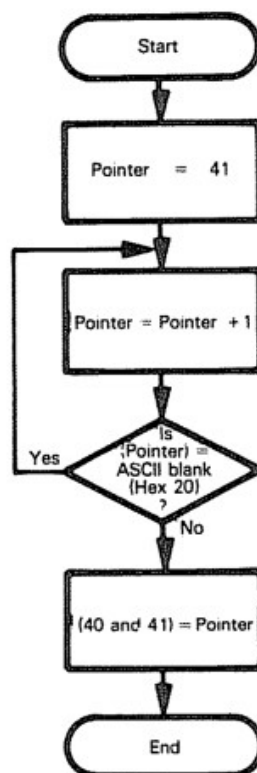 Start
Pointer = 41
Pointer = Pointer + 1
Is
(Pointer) =
ASCII blank
(Hex 20)
?
Yes
No
(40 and 41) = Pointer
End